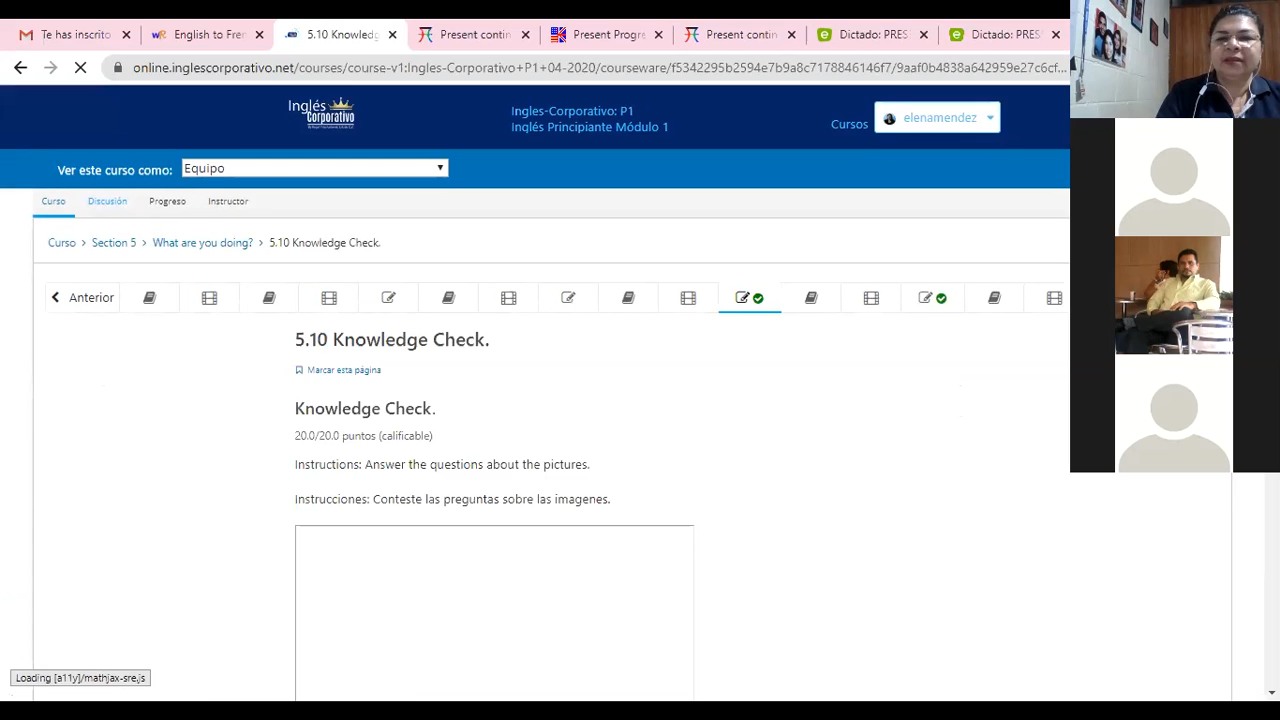 Te has inscrito
English to Fren
5.10 Knowledg
Present contin
Present Progre
Present contin
Dictado: PRES
Dictado: PRES
online.inglescorporativo.net/courses/course-v1:Ingles-Corporativo+P1+04-2020/courseware/f5342295b2594e7b9a8c7178846146f7/9aaf0b4838a642959e27c6cf...
Inglés
Corporativo
Ingles-Corporativo: P1
Inglés Principiante Módulo 1
Cursos
elenamendez
Ver este curso como:
Equipo
Curso
Discusión
Progreso
Instructor
Curso > Section 5 > What are you doing? > 5.10 Knowledge Check.
Anterior
5.10 Knowledge Check.
Marcar esta página
Knowledge Check.
20.0/20.0 puntos (calificable)
Instructions: Answer the questions about the pictures.
Instrucciones: Conteste las preguntas sobre las imagenes.
Loading [a11y]/mathjax-sre.js